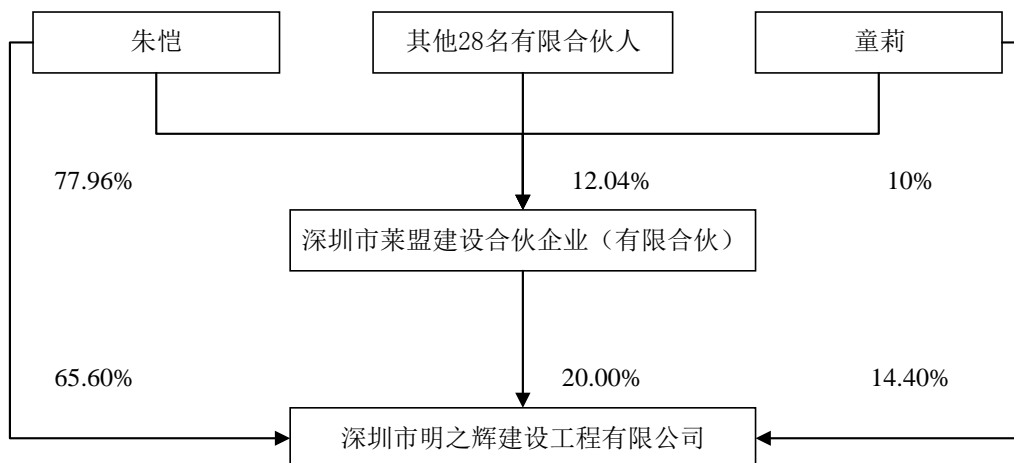 朱恺
其他28名有限合伙人
童莉
77.96%
12.04%
10%
深圳市莱盟建设合伙企业（有限合伙）
65.60%
20.00%
14.40%
深圳市明之辉建设工程有限公司